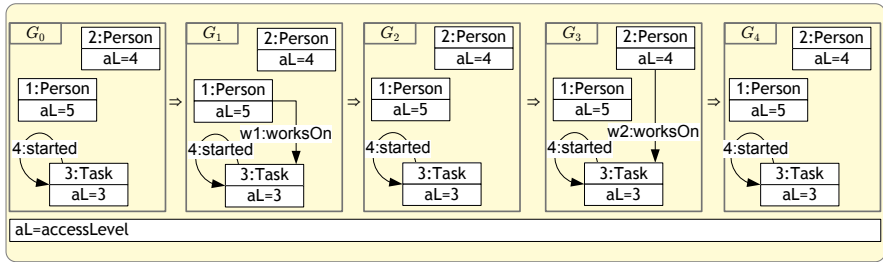 G0
2:Person
aL=4
1:Person
aL=5
4:started
3:Task
aL=3
⇒
G1
2:Person
aL=4
1:Person
aL=5
w1:worksOn
4:started
3:Task
aL=3
⇒
G2
2:Person
aL=4
1:Person
aL=5
4:started
3:Task
aL=3
⇒
G3
2:Person
aL=4
1:Person
aL=5
w2:worksOn
4:started
3:Task
aL=3
⇒
G4
2:Person
aL=4
1:Person
aL=5
4:started
3:Task
aL=3
aL=accessLevel